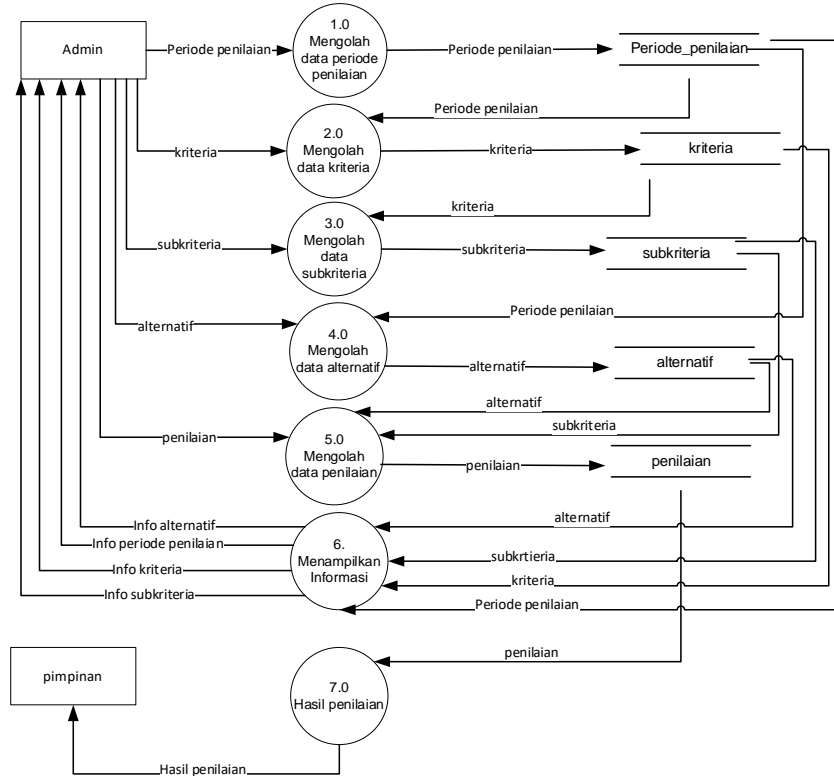 Admin
Periode penilaian
1.0
Mengolah
data periode
penilaian
Periode penilaian
Periode_penilaian
Periode penilaian
kriteria
2.0
Mengolah
data kriteria
kriteria
kriteria
kriteria
subkriteria
3.0
Mengolah
data
subkriteria
subkriteria
subkriteria
Periode penilaian
alternatif
4.0
Mengolah
data alternatif
alternatif
alternatif
alternatif
subkriteria
penilaian
5.0
Mengolah
data penilaian
penilaian
penilaian
Info alternatif
Info periode penilaian
Info kriteria
Info subkriteria
6.
Menampilkan
Informasi
alternatif
subkrtieria
kriteria
Periode penilaian
penilaian
pimpinan
7.0
Hasil penilaian
Hasil penilaian